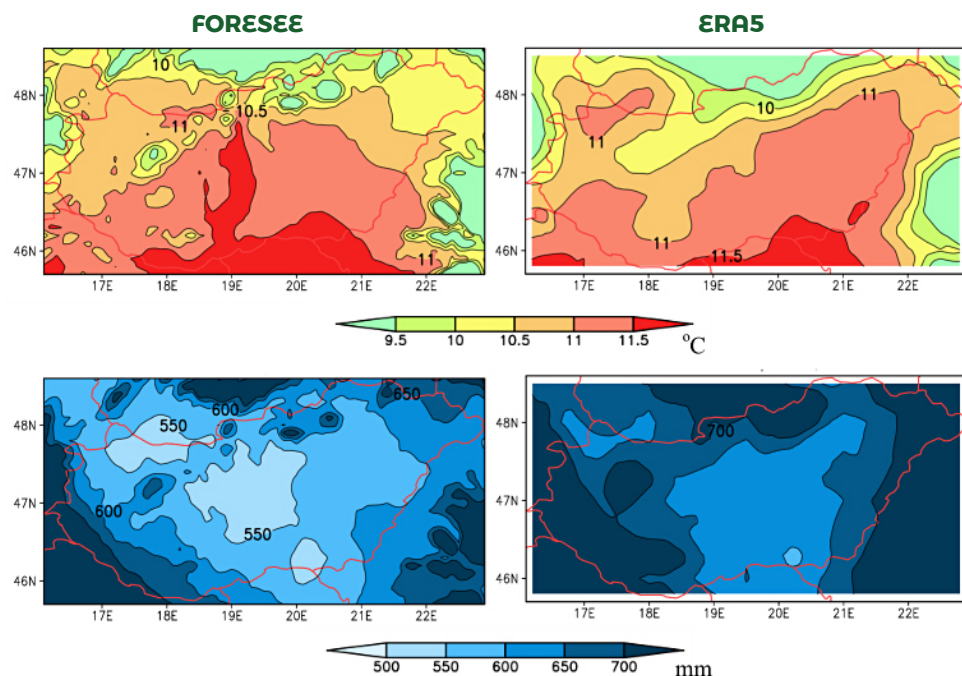 FORESEE ERA5
10
10.5
11
11
48N
47N
46N
17E 18E 19E 20E 21E 22E
10
11
11
11
11.5
48N
47N
46N
17E 18E 19E 20E 21E 22E
9.5 10 10.5 11 11.5 °C
600
650
550
600
550
48N
47N
46N
17E 18E 19E 20E 21E 22E
700
48N
47N
46N
17E 18E 19E 20E 21E 22E
500 550 600 650 700 mm